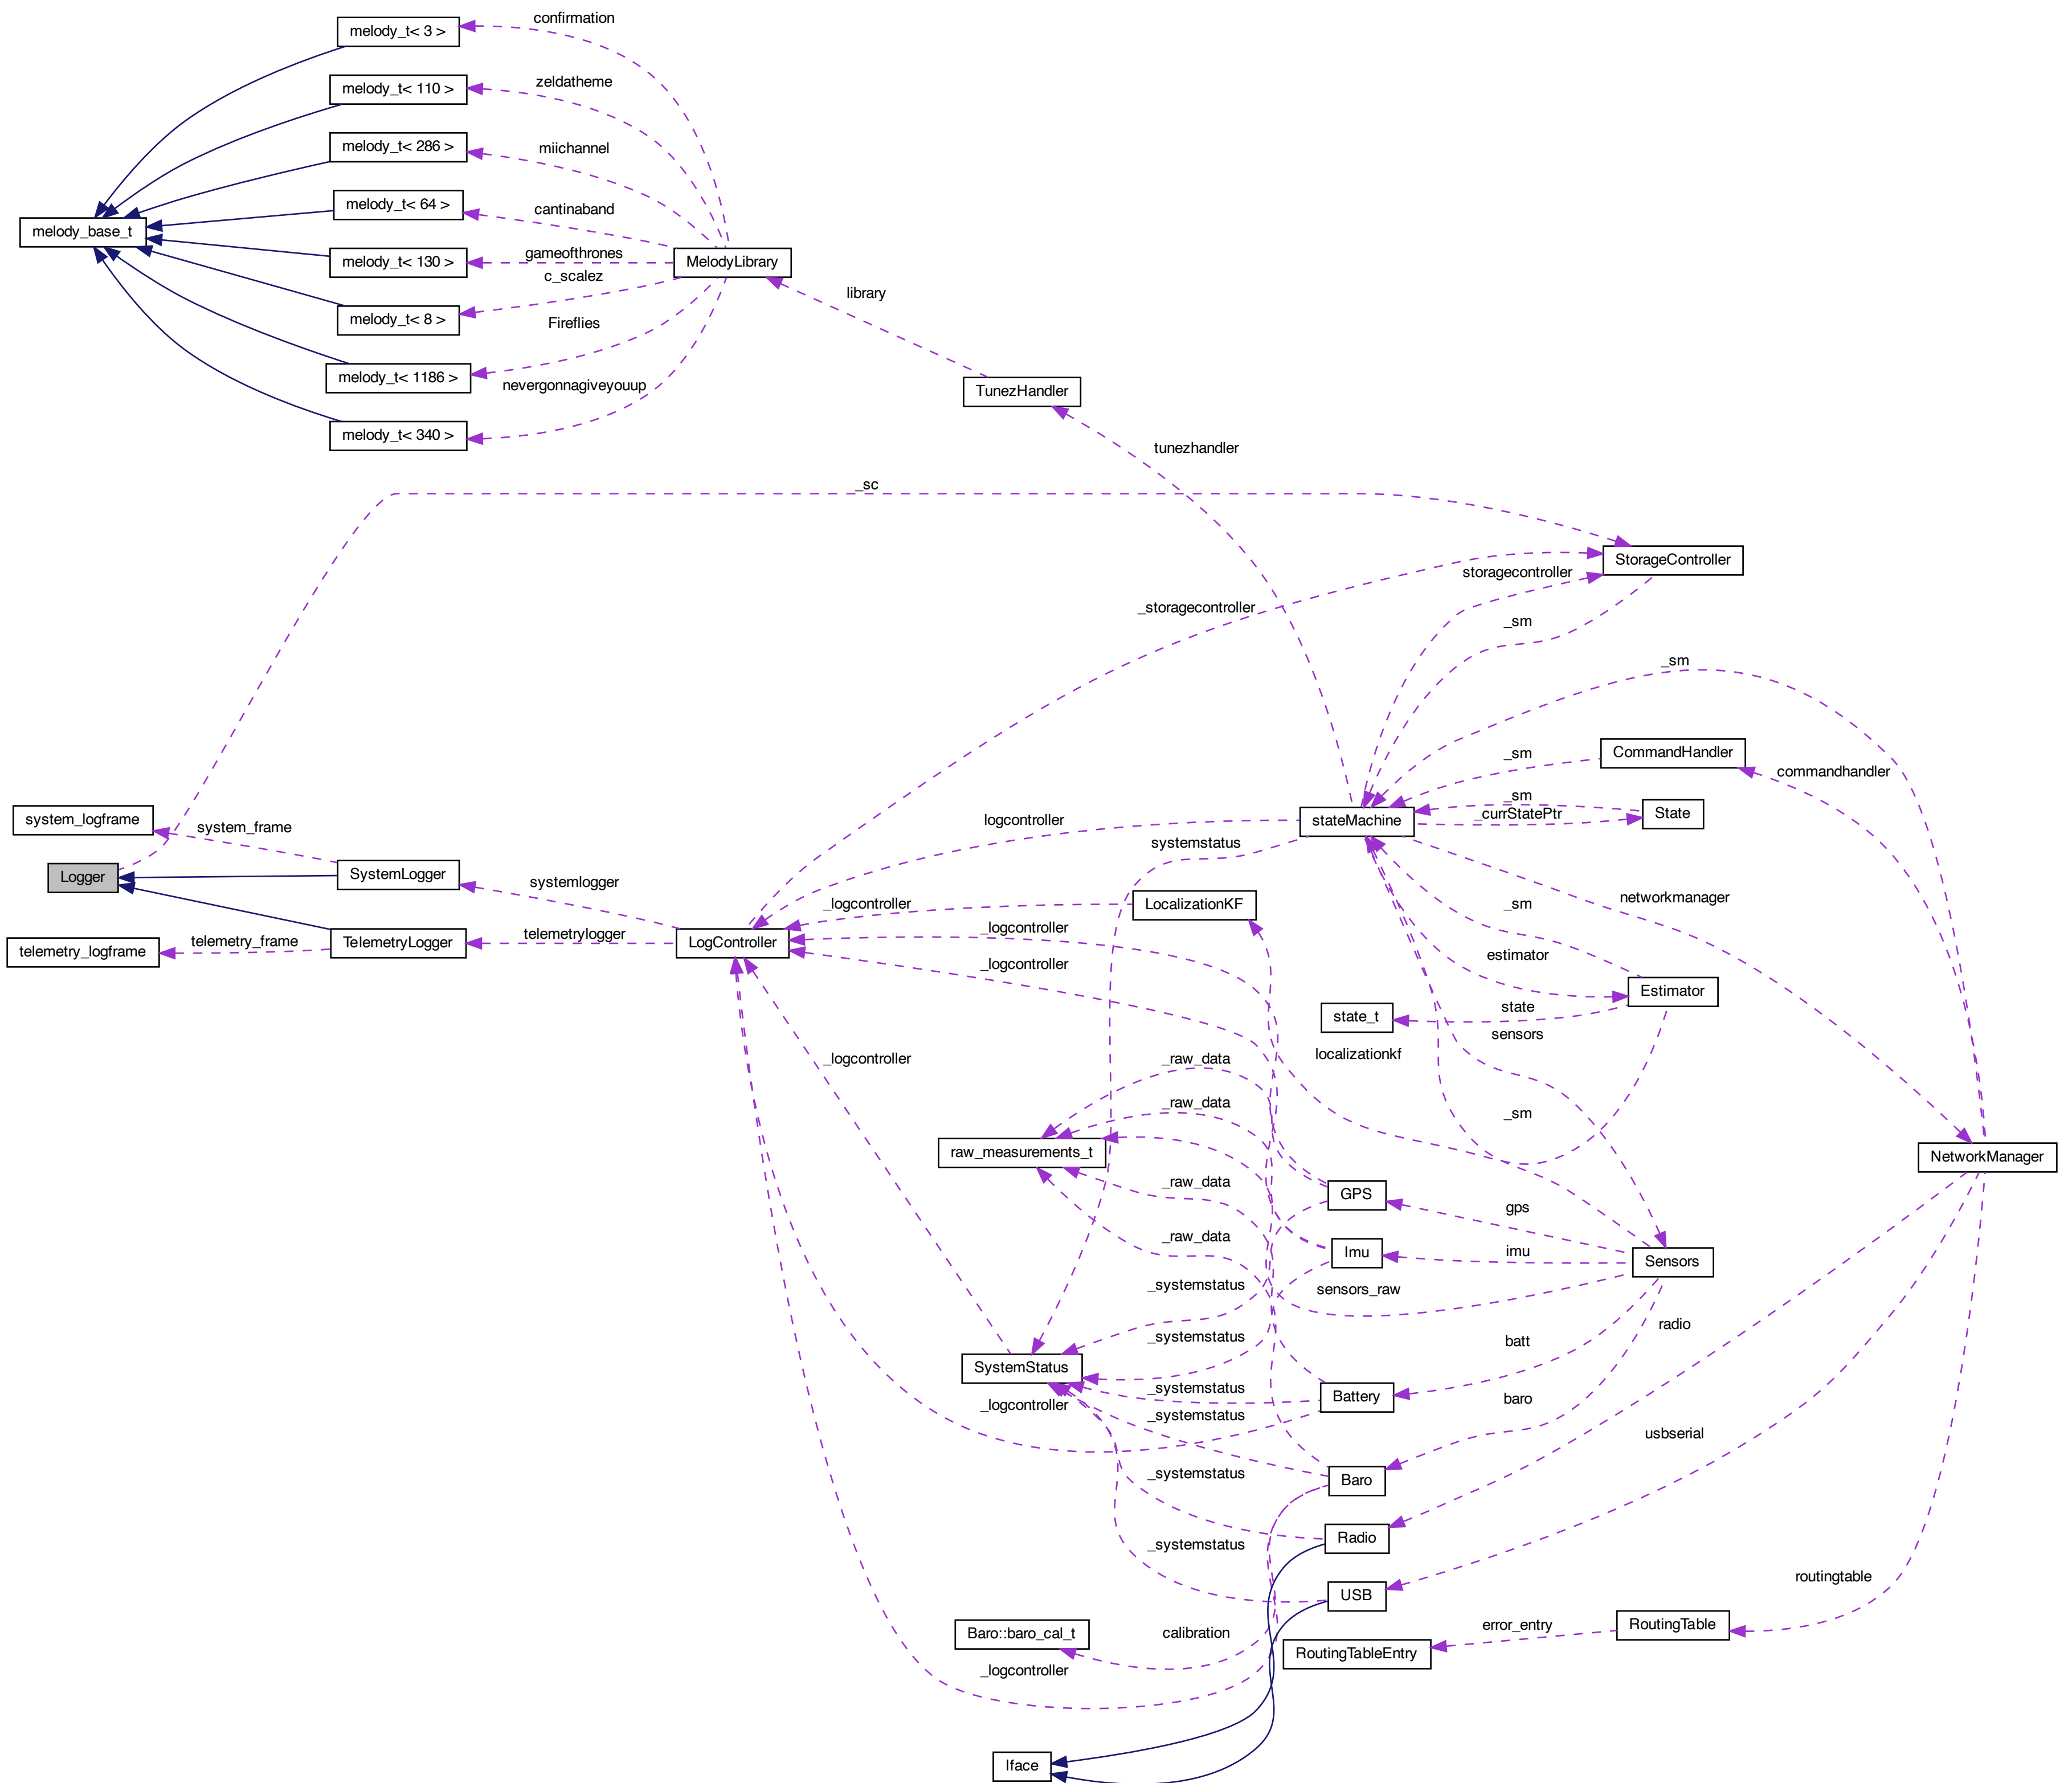 confirmation
melody_t< 3 >
zeldatheme
melody_t< 110 >
miichannel
melody_t< 286 >
melody_t< 64 >
cantinaband
melody_base_t
gameofthrones
melody_t< 130 >
MelodyLibrary
c_scalez
library
melody_t< 8 >
Fireflies
melody_t< 1186 >
nevergonnagiveyouup
TunezHandler
melody_t< 340 >
tunezhandler
_sc
StorageController
storagecontroller
_storagecontroller
_sm
_sm
CommandHandler
_sm
commandhandler
_sm
_currStatePtr
State
stateMachine
logcontroller
system_logframe
system_frame
systemstatus
Logger
SystemLogger
systemlogger
networkmanager
LocalizationKF
_logcontroller
_sm
_logcontroller
telemetrylogger
telemetry_frame
TelemetryLogger
LogController
telemetry_logframe
estimator
_logcontroller
Estimator
state
state_t
sensors
localizationkf
_logcontroller
_raw_data
_raw_data
_sm
raw_measurements_t
NetworkManager
_raw_data
GPS
gps
_raw_data
Imu
imu
Sensors
_systemstatus
sensors_raw
radio
_systemstatus
batt
SystemStatus
_systemstatus
Battery
baro
_logcontroller
_systemstatus
usbserial
_systemstatus
Baro
Radio
_systemstatus
routingtable
USB
Baro::baro_cal_t
calibration
error_entry
RoutingTable
RoutingTableEntry
_logcontroller
Iface